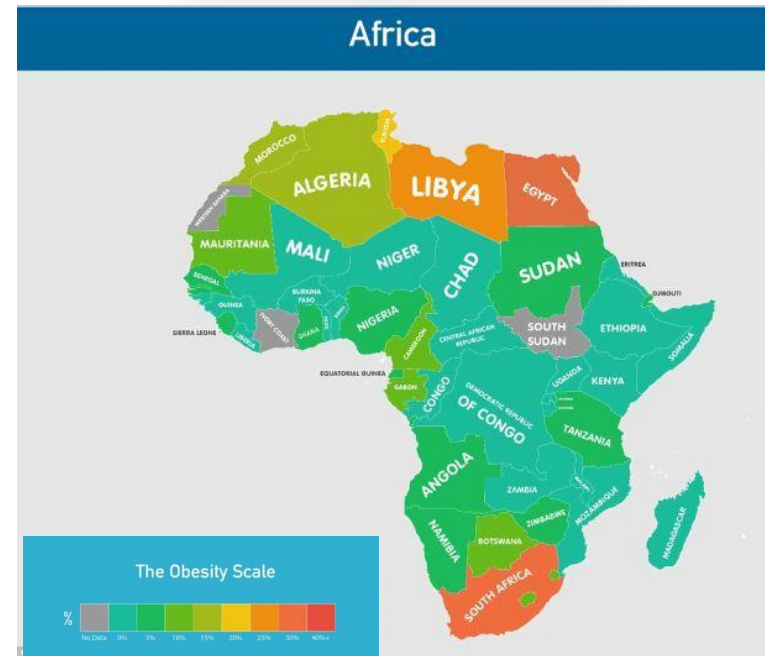 Africa
MOROCCO
TUNISIA
ALGERIA
LIBYA
EGYPT
WESTERN SAHARA
MAURITANIA
MALI
NIGER
CHAD
SUDAN
ERITREA
SENEGAL
DJIBOUTI
GUINEA
BURKINA
FASO
SIERRA LEONE
LIBERIA
IVORY COAST
GHANA
NIGERIA
CAMEROON
CENTRAL AFRICAN
REPUBLIC
SOUTH
SUDAN
ETHIOPIA
SOMALIA
EQUATORIAL GUINEA
GABON
CONGO
DEMOCRATIC REPUBLIC
OF CONGO
UGANDA
KENYA
TANZANIA
ANGOLA
ZAMBIA
MOZAMBIQUE
MADAGASCAR
NAMIBIA
ZIMBABWE
BOTSWANA
SOUTH AFRICA
The Obesity Scale
%
No Data 0% 5% 10% 15% 20% 25% 30% 40%+